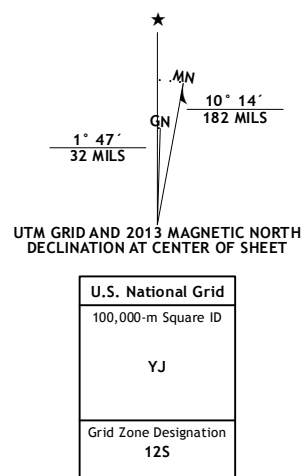 ★
MN
GN
10° 14´
182 MILS
1° 47´
32 MILS
UTM GRID AND 2013 MAGNETIC NORTH
DECLINATION AT CENTER OF SHEET
U.S. National Grid
100,000-m Square ID
YJ
Grid Zone Designation
12S